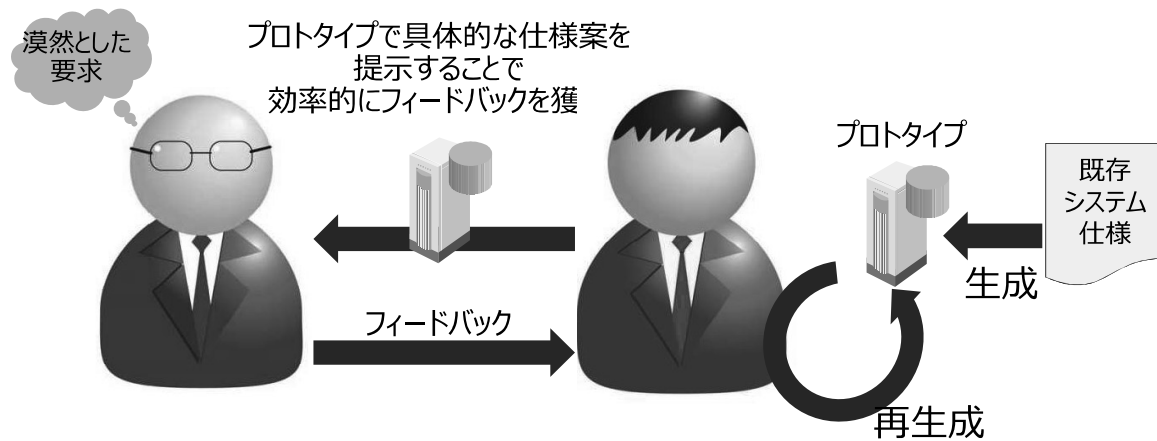 漠然とした
要求
プロトタイプで具体的な仕様案を
提示することで
効率的にフィードバックを獲
プロトタイプ
既存
システム
仕様
生成
フィードバック
再生成